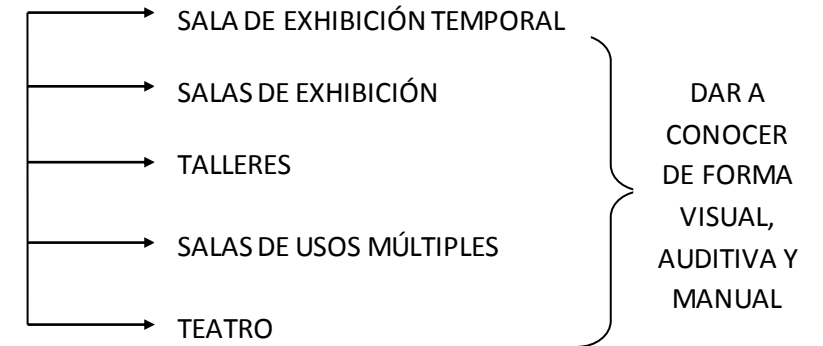 SALA DE EXHIBICIÓN TEMPORAL
SALAS DE EXHIBICIÓN
TALLERES
SALAS DE USOS MÚLTIPLES
TEATRO
DAR A
CONOCER
DE FORMA
VISUAL,
AUDITIVA Y
MANUAL